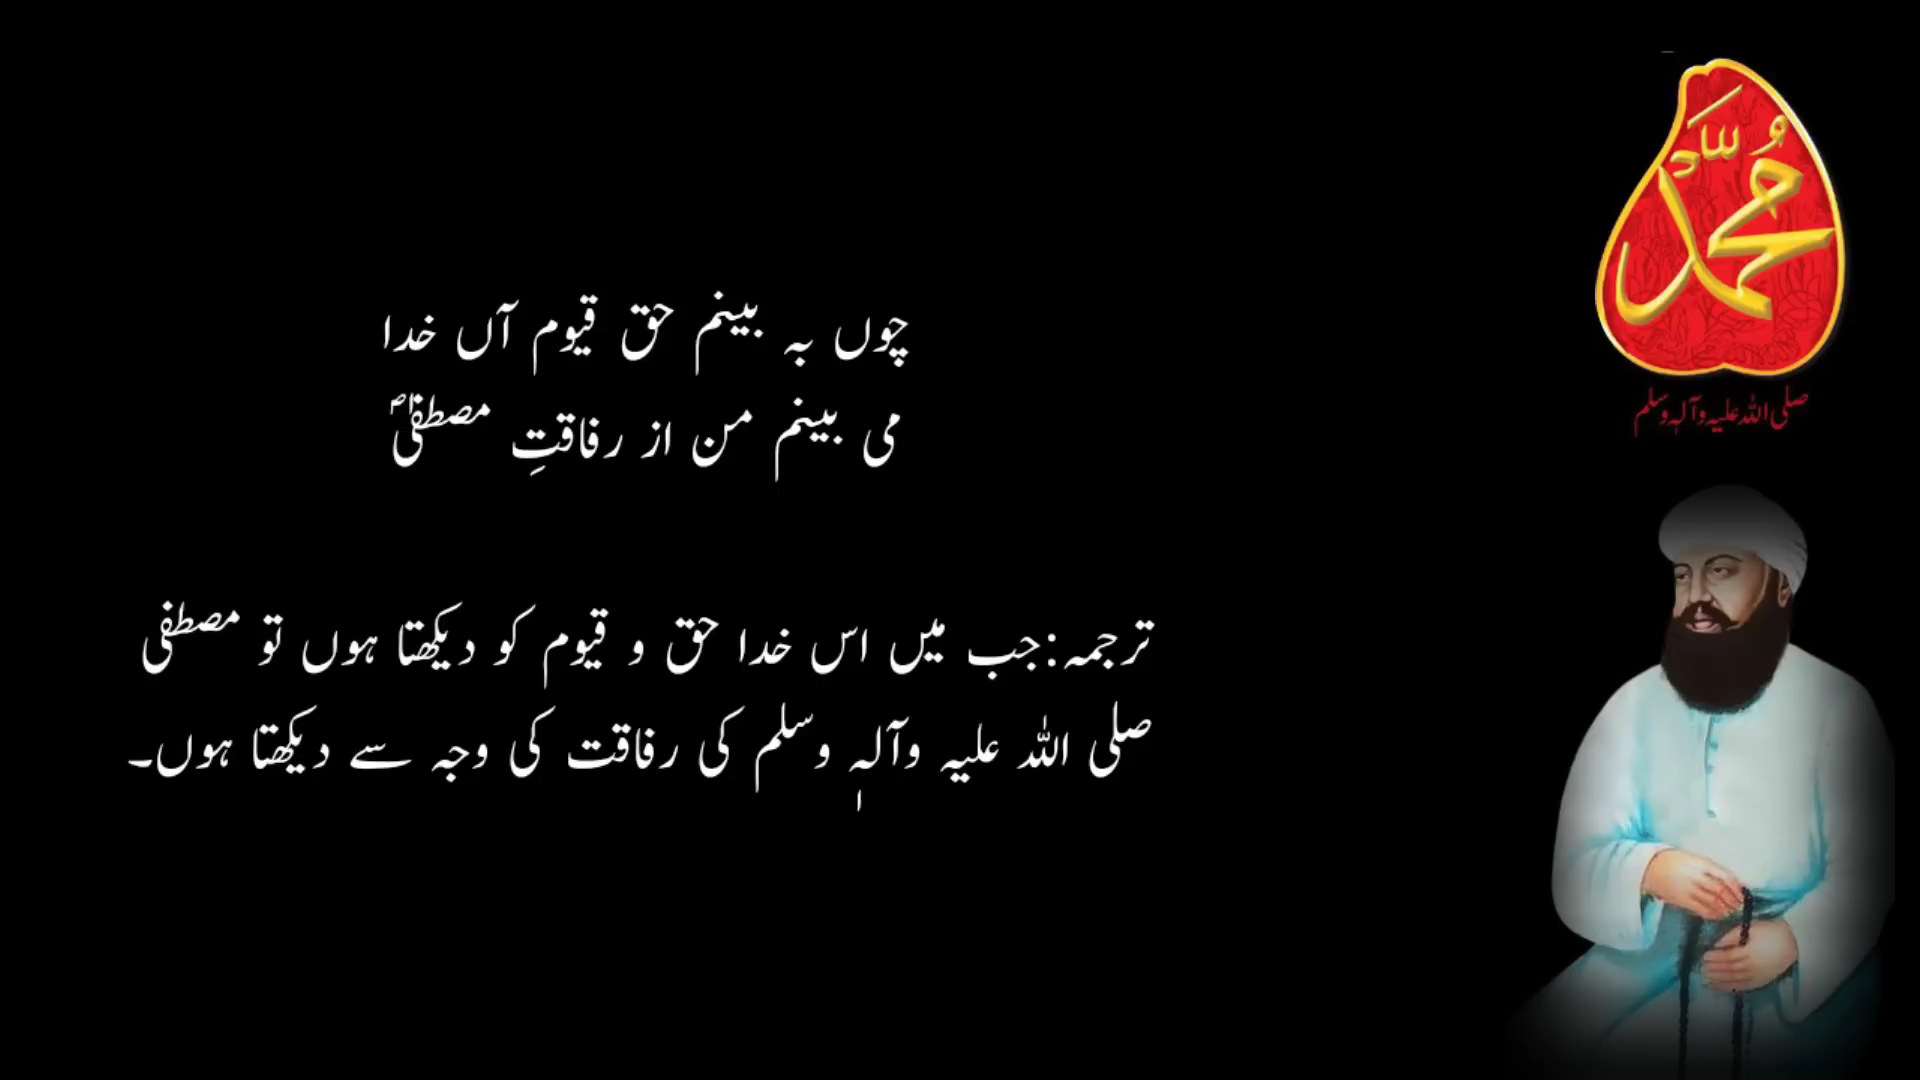 مُحَمَّد
صلی اللہ علیہ وآلہٖ وسلم
چوں بہ بینم حق قیوم آں خدا
می بینم من از رفاقتِ مصطفیٰؐ
ترجمہ:جب میں اس خدا حق و قیوم کو دیکھتا ہوں تو مصطفی
صلی اللہ علیہ وآلہٖ وسلم کی رفاقت کی وجہ سے دیکھتا ہوں۔